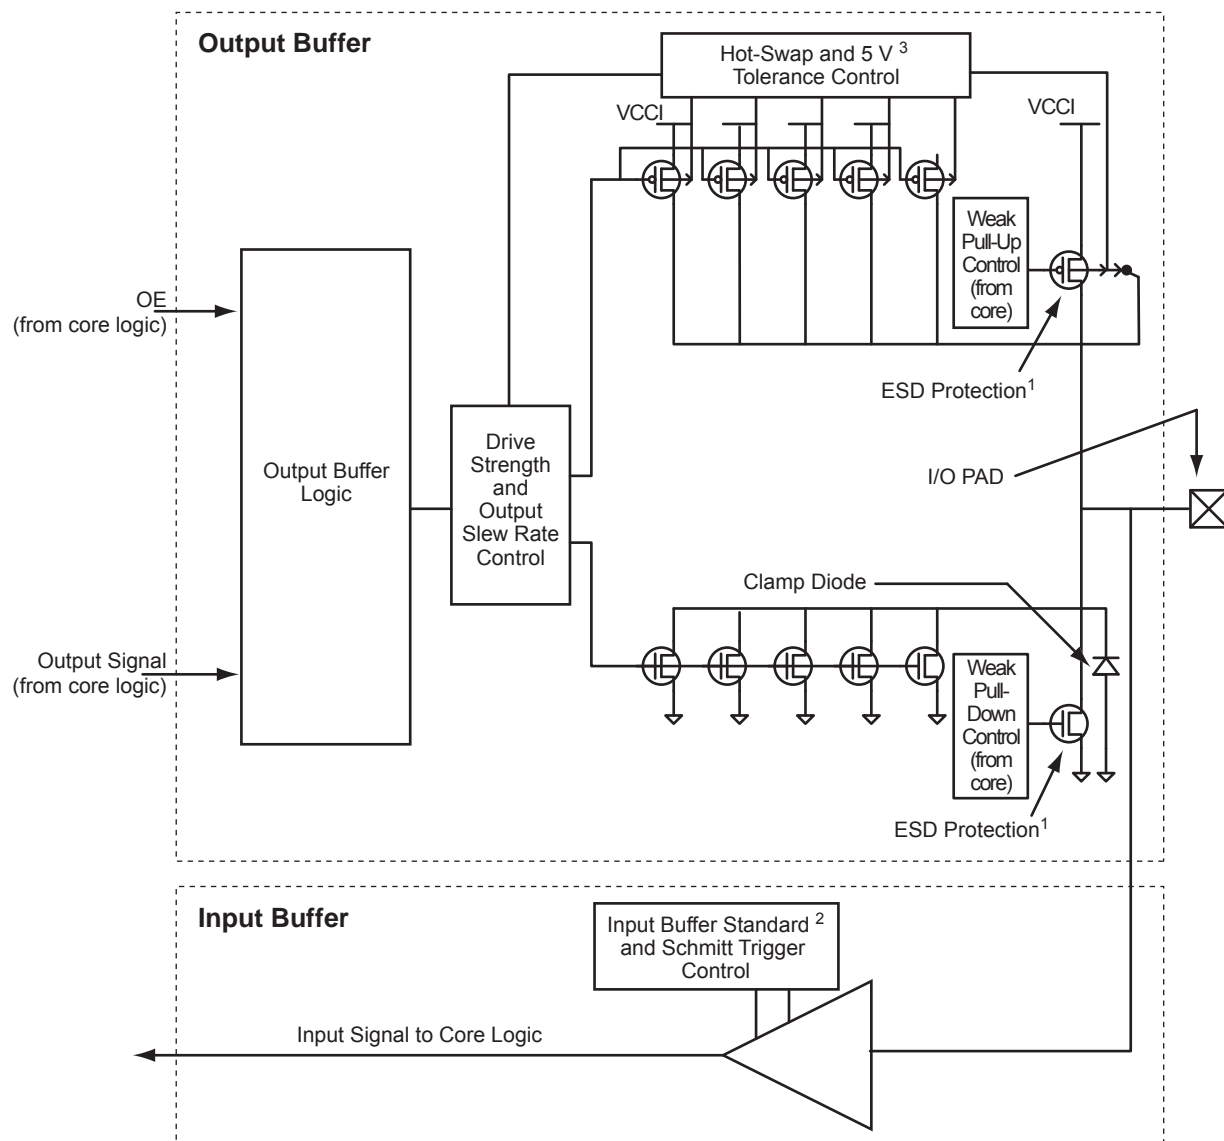 Output Buffer
Hot-Swap and 5 V 3
Tolerance Control
VCCI
VCCI
Weak
Pull-Up
Control
(from
core)
OE
(from core logic)
ESD Protection1
Drive
Strength
and
Output
Slew Rate
Control
Output Buffer
Logic
I/O PAD
Clamp Diode
Output Signal
(from core logic)
Weak
Pull-
Down
Control
(from
core)
ESD Protection1
Input Buffer
Input Buffer Standard 2
and Schmitt Trigger
Control
Input Signal to Core Logic